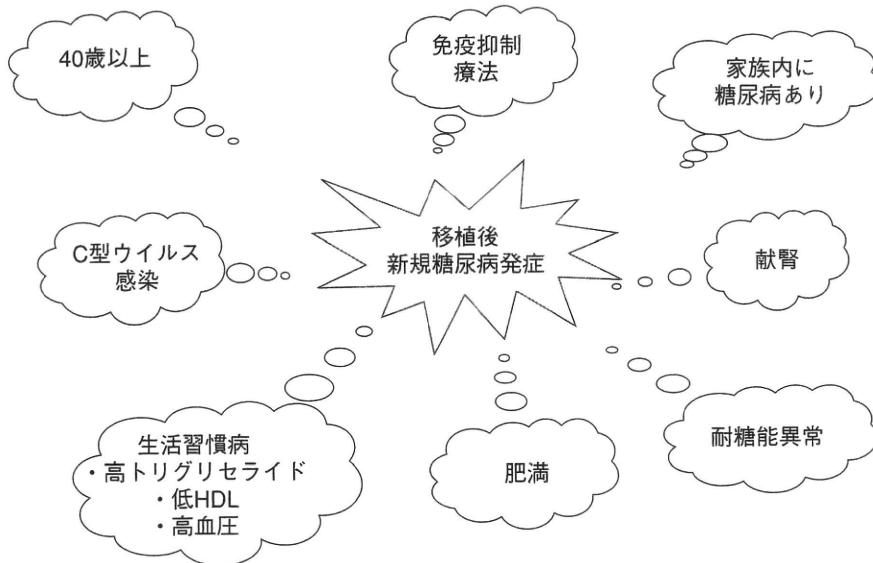 40歳以上
免疫抑制
療法
家族内に
糖尿病あり
C型ウイルス
感染
移植後
新規糖尿病発症
献腎
生活習慣病
・高トリグリセライド
・低HDL
・高血圧
肥満
耐糖能異常